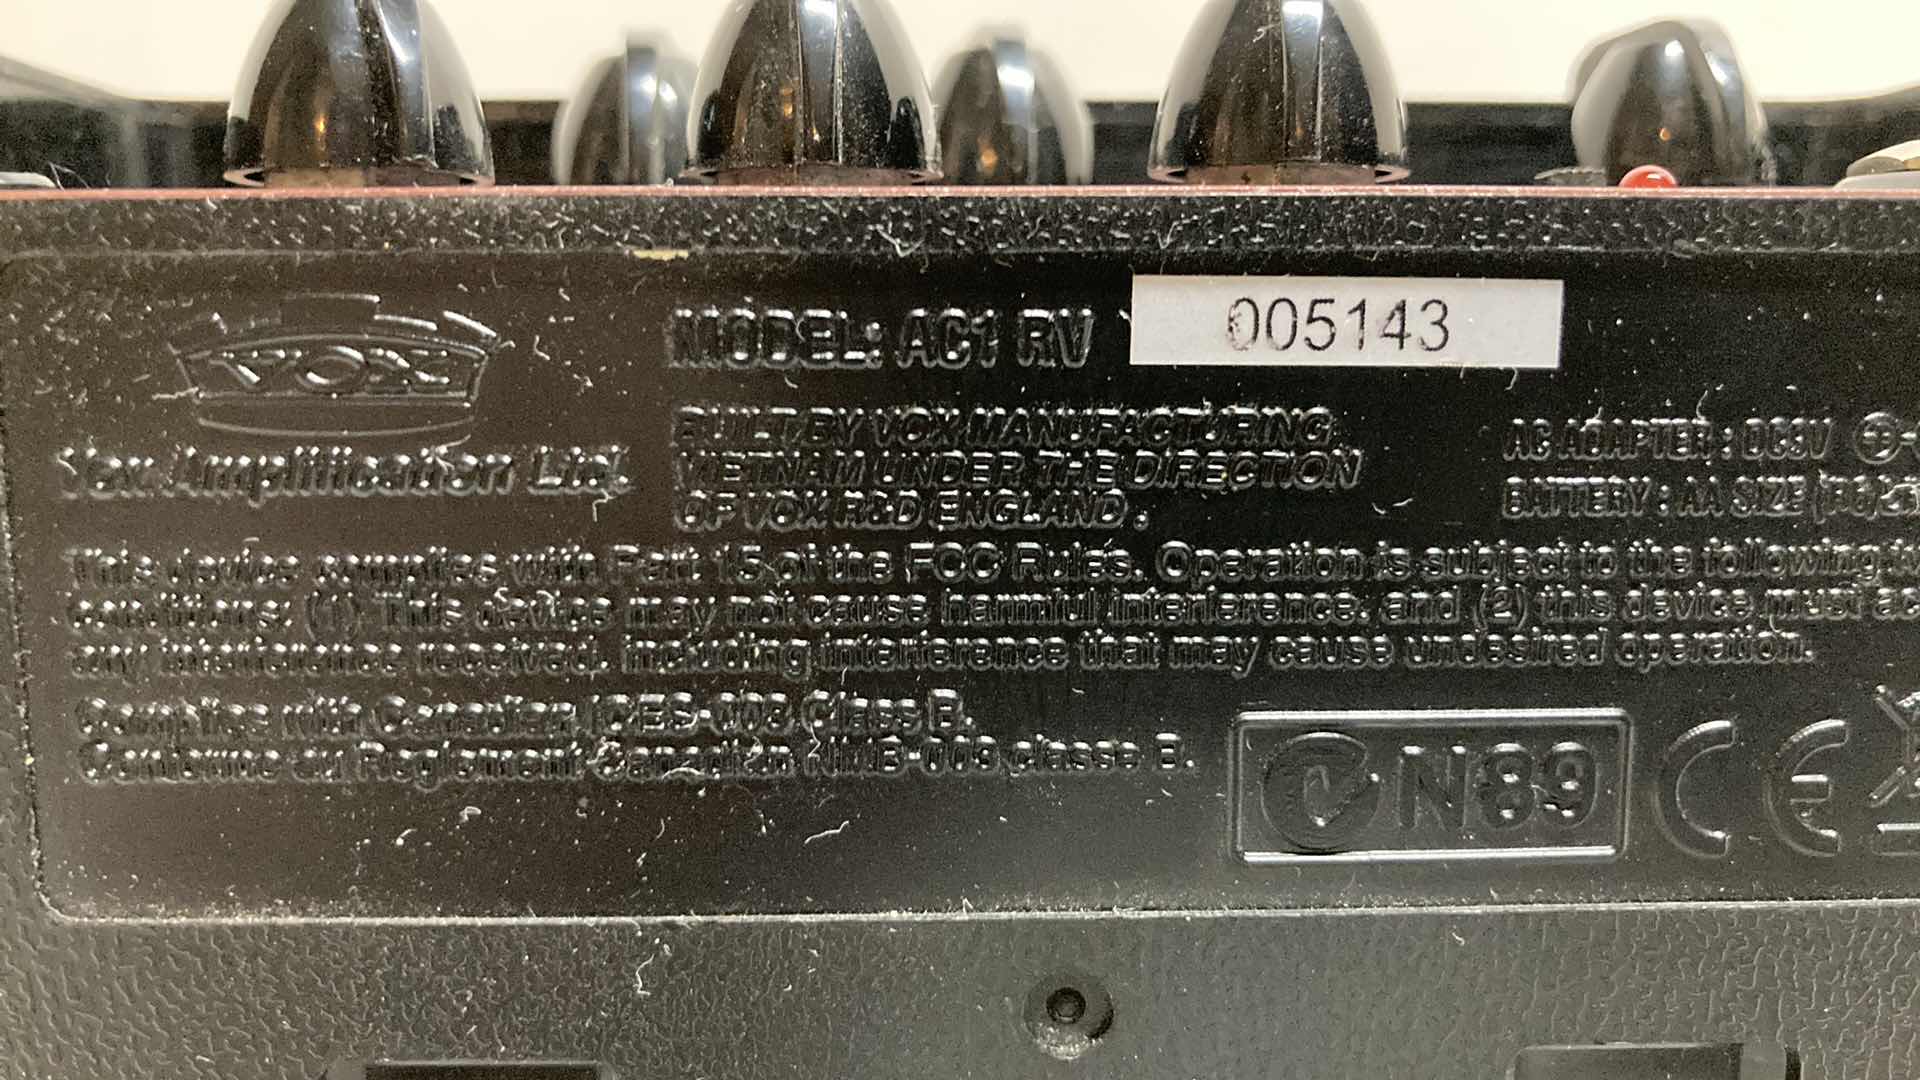 VOX
MODEL: AC1 RV
005143
Vox Amplification Ltd.
BUILT BY VOX MANUFACTURING
VIETNAM UNDER THE DIRECTION
OF VOX R&D ENGLAND.
AC ADAPTER : DC9V
BATTERY : AA SIZE (R6,
This device complies with Part 15 of the FCC Rules. Operation is subject to the following
conditions: (1) This device may not cause harmful interference, and (2) this device must
any interference received, including interference that may cause undesired operation.
Complies with Canadian ICES-003 Class B.
Conforme au Reglement Canadien NMB-003 classe B.
N89
CE